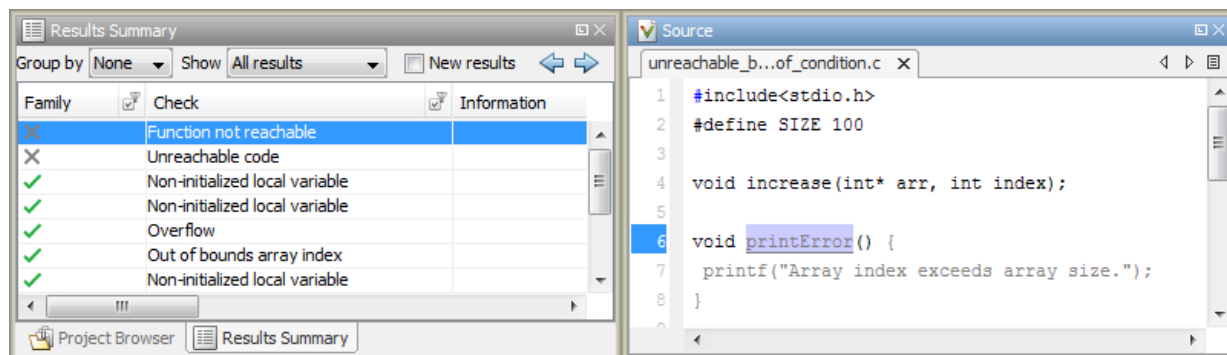 Results Summary
Group by None Show All results New results
Family Check Information
Function not reachable
Unreachable code
Non-initialized local variable
Non-initialized local variable
Overflow
Out of bounds array index
Non-initialized local variable
Project Browser Results Summary
Source
unreachable_b...of_condition.c
1 #include<stdio.h>
2 #define SIZE 100
3
4 void increase(int* arr, int index);
5
6 void printError() {
7 printf("Array index exceeds array size.");
8 }